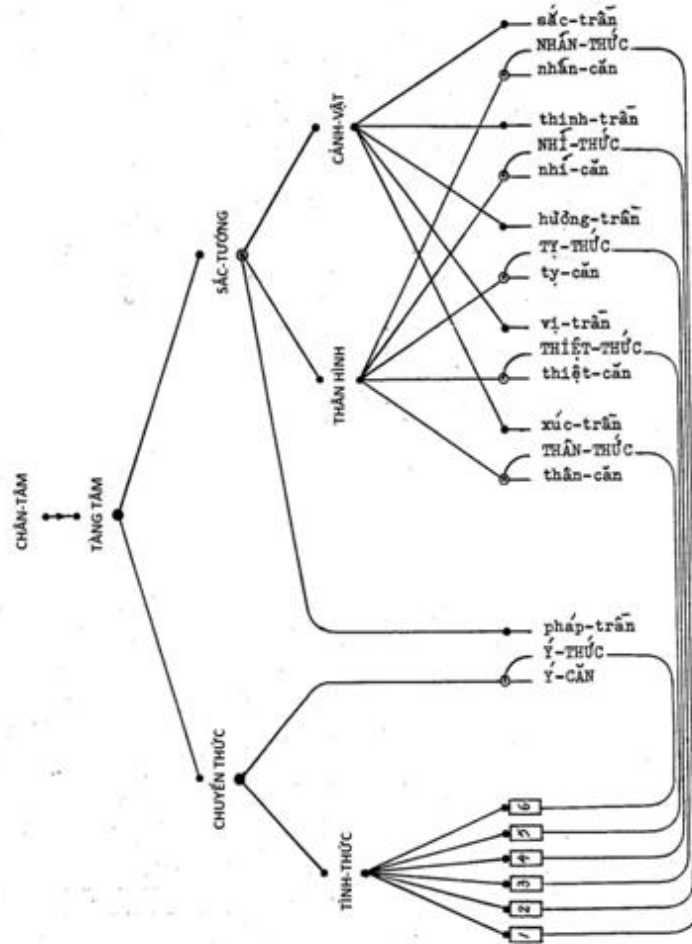 CHÂN-TÂM
TÀNG TÂM
CHUYỂN THỨC
SẮC-TƯỚNG
TÌNH-THỨC
THÂN HÌNH
CẢNH-VẬT
sắc-trần
NHÃN-THỨC
nhãn-căn
thinh-trần
NHĨ-THỨC
nhĩ-căn
hương-trần
TỴ-THỨC
tỵ-căn
vị-trần
THIỆT-THỨC
thiệt-căn
xúc-trần
THÂN-THỨC
thân-căn
pháp-trần
Ý-THỨC
Ý-CĂN
6
5
4
3
2
1